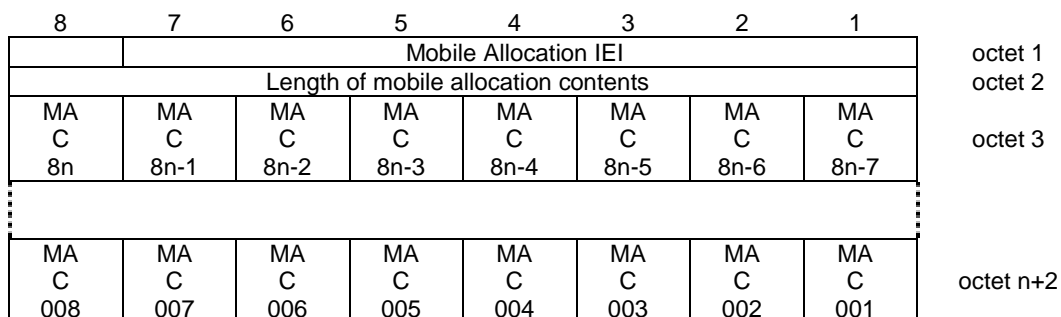 8 7 6 5 4 3 2 1
Mobile Allocation IEI octet 1
Length of mobile allocation contents octet 2
MA MA MA MA MA MA MA MA
C C C C C C C C octet 3
8n 8n-1 8n-2 8n-3 8n-4 8n-5 8n-6 8n-7
MA MA MA MA MA MA MA MA
C C C C C C C C octet n+2
008 007 006 005 004 003 002 001